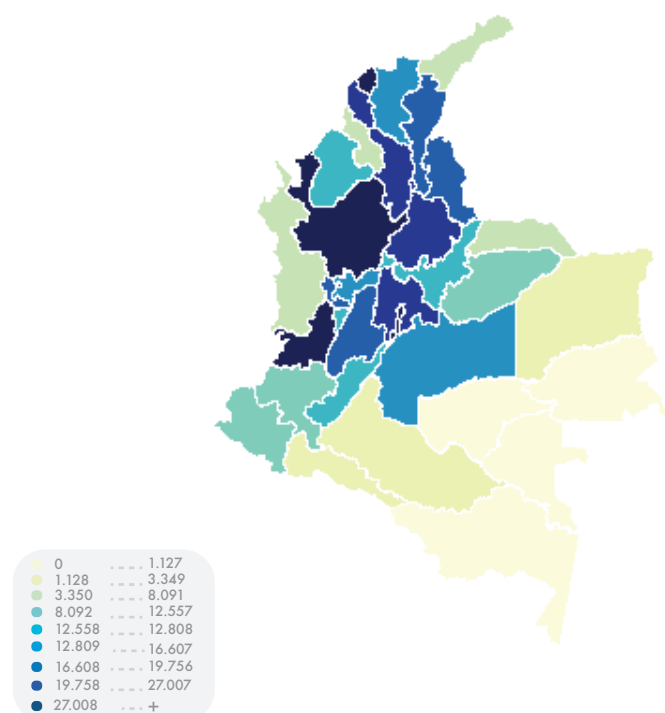 0 .---- 1.127
1.128 .---- 3.349
3.350 .---- 8.091
8.092 .---- 12.557
12.558 .---- 12.808
12.809 .---- 16.607
16.608 .---- 19.756
19.758 .---- 27.007
27.008 .--- +